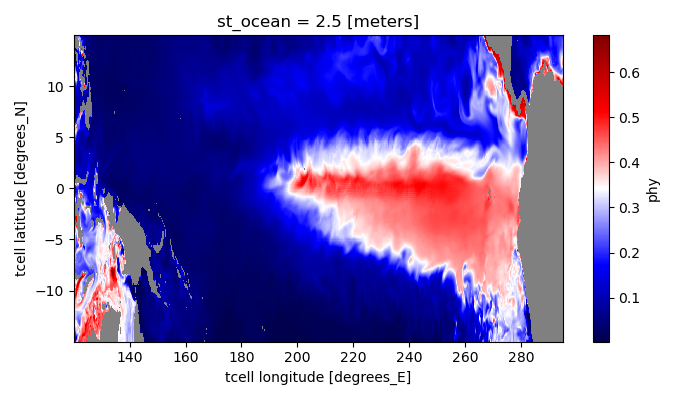 st_ocean = 2.5 [meters]
10
5
0
−5
−10
tcell latitude [degrees_N]
140 160 180 200 220 240 260 280
tcell longitude [degrees_E]
0.6
0.5
0.4
0.3
0.2
0.1
phy